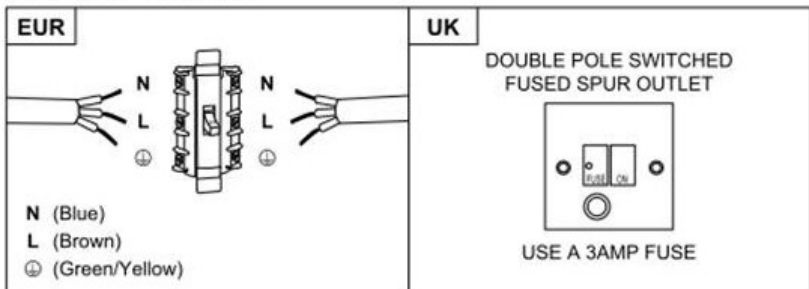 EUR
N
L
⏚
N
L
⏚
N (Blue)
L (Brown)
⏚ (Green/Yellow)
UK
DOUBLE POLE SWITCHED
FUSED SPUR OUTLET
FUSE
ON
USE A 3AMP FUSE